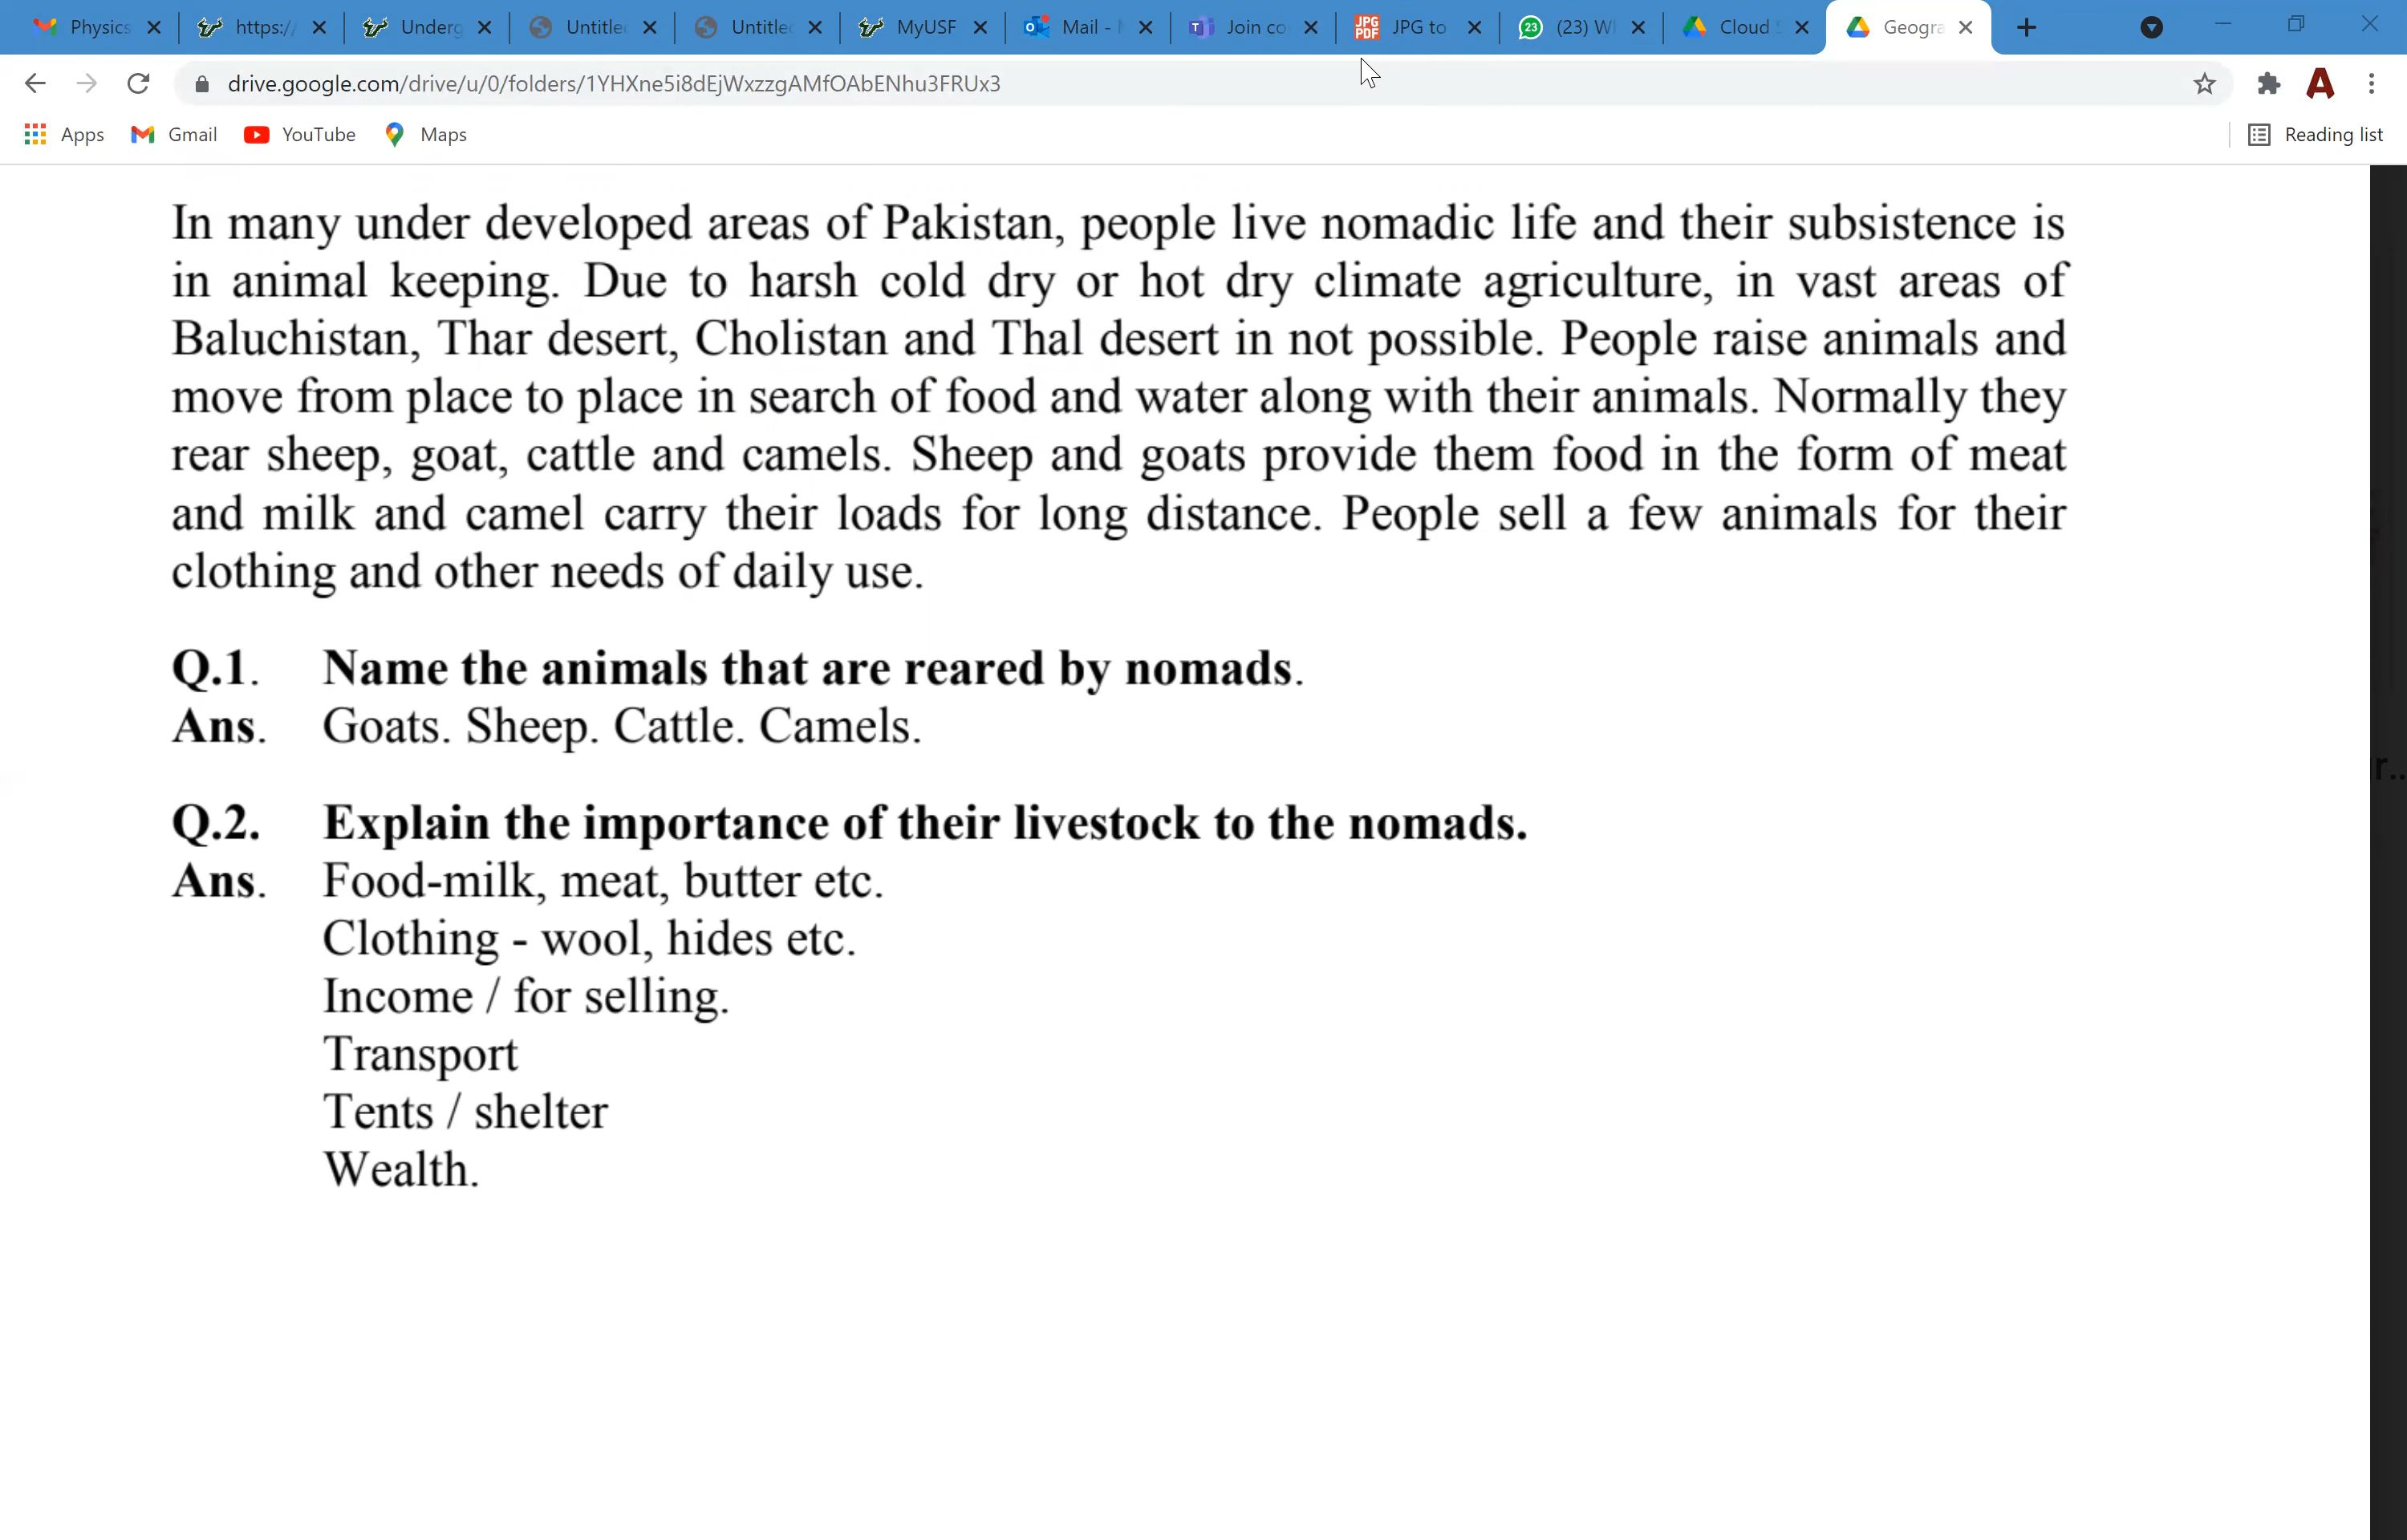 Physics https:// Underg Untitled Untitled MyUSF Mail - Join co JPG to (23) W Cloud Geogra
drive.google.com/drive/u/0/folders/1YHXne5i8dEjWxzzgAMfOAbENhu3FRUx3
Apps Gmail YouTube Maps Reading list
In many under developed areas of Pakistan, people live nomadic life and their subsistence is
in animal keeping. Due to harsh cold dry or hot dry climate agriculture, in vast areas of
Baluchistan, Thar desert, Cholistan and Thal desert in not possible. People raise animals and
move from place to place in search of food and water along with their animals. Normally they
rear sheep, goat, cattle and camels. Sheep and goats provide them food in the form of meat
and milk and camel carry their loads for long distance. People sell a few animals for their
clothing and other needs of daily use.
Q.1. Name the animals that are reared by nomads.
Ans. Goats. Sheep. Cattle. Camels.
Q.2. Explain the importance of their livestock to the nomads.
Ans. Food-milk, meat, butter etc.
Clothing - wool, hides etc.
Income / for selling.
Transport
Tents / shelter
Wealth.